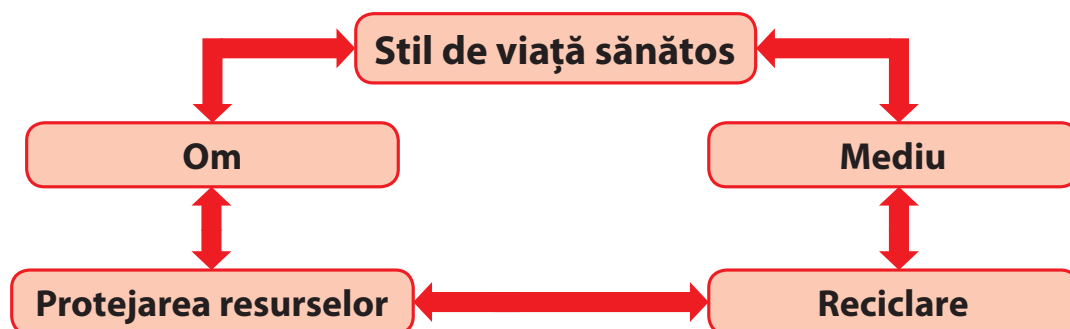 Stil de viață sănătos
Om
Mediu
Protejarea resurselor
Reciclare